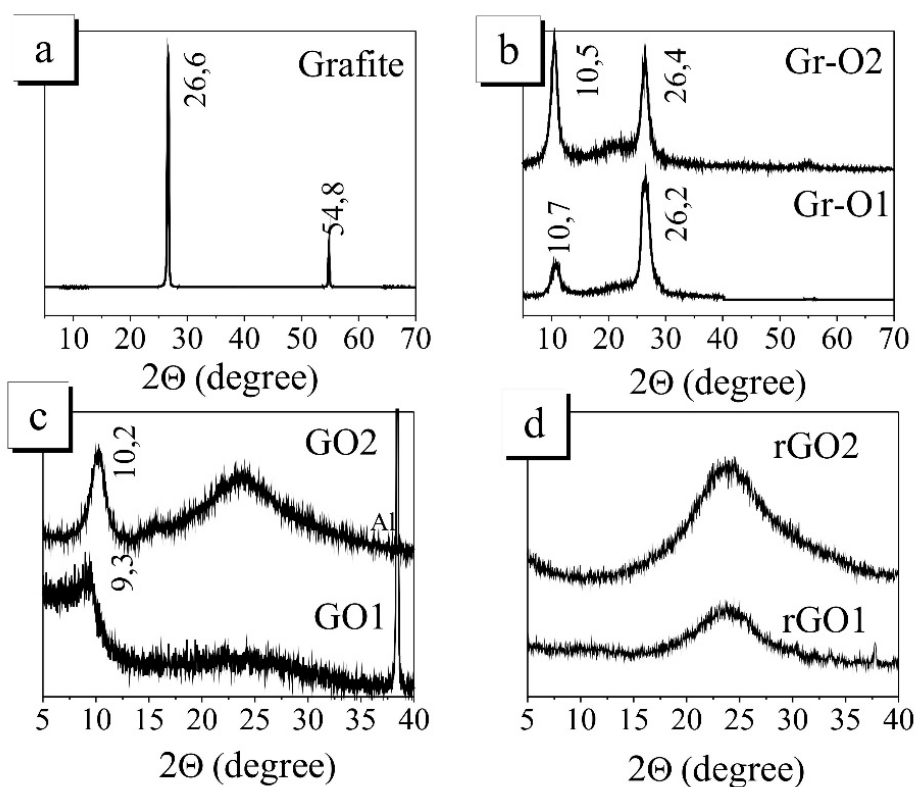 a
Grafite
26,6
54,8
10 20 30 40 50 60 70
2Θ (degree)
b
Gr-O2
10,5
26,4
Gr-O1
10,7
26,2
10 20 30 40 50 60 70
2Θ (degree)
c
GO2
10,2
Al
9,3
GO1
5 10 15 20 25 30 35 40
2Θ (degree)
d
rGO2
rGO1
5 10 15 20 25 30 35 40
2Θ (degree)